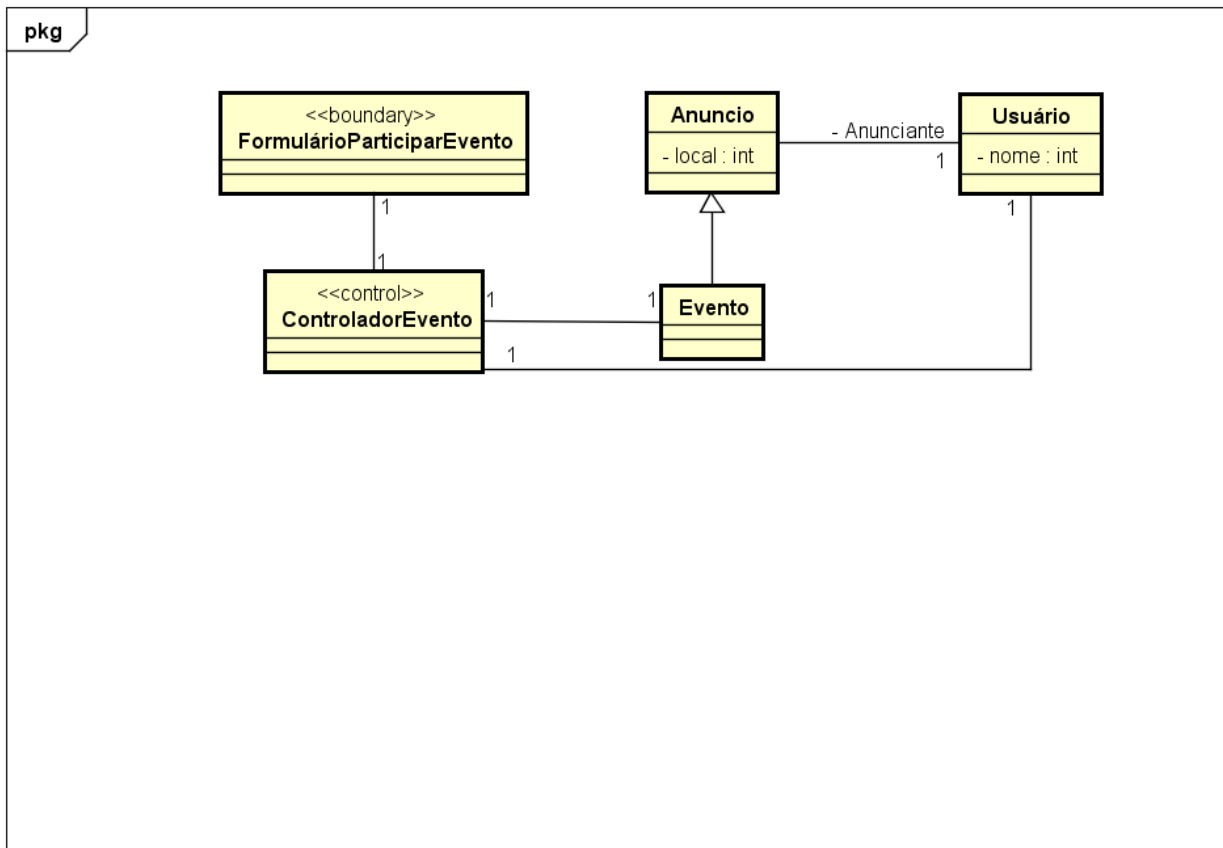 pkg
<<boundary>>
FormulárioParticiparEvento
Anuncio
- local : int
- Anunciante
1
Usuário
- nome : int
1
1
1
<<control>>
ControladorEvento
1
1
Evento
1